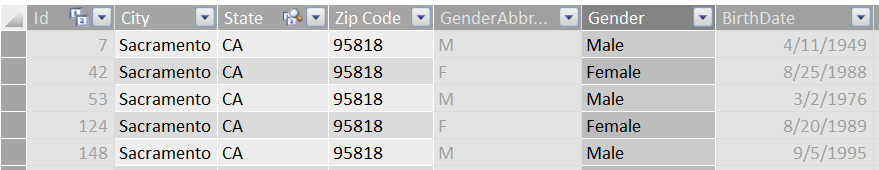 Id City State Zip Code GenderAbbr... Gender BirthDate
7 Sacramento CA 95818 M Male 4/11/1949
42 Sacramento CA 95818 F Female 8/25/1988
53 Sacramento CA 95818 M Male 3/2/1976
124 Sacramento CA 95818 F Female 8/20/1989
148 Sacramento CA 95818 M Male 9/5/1995